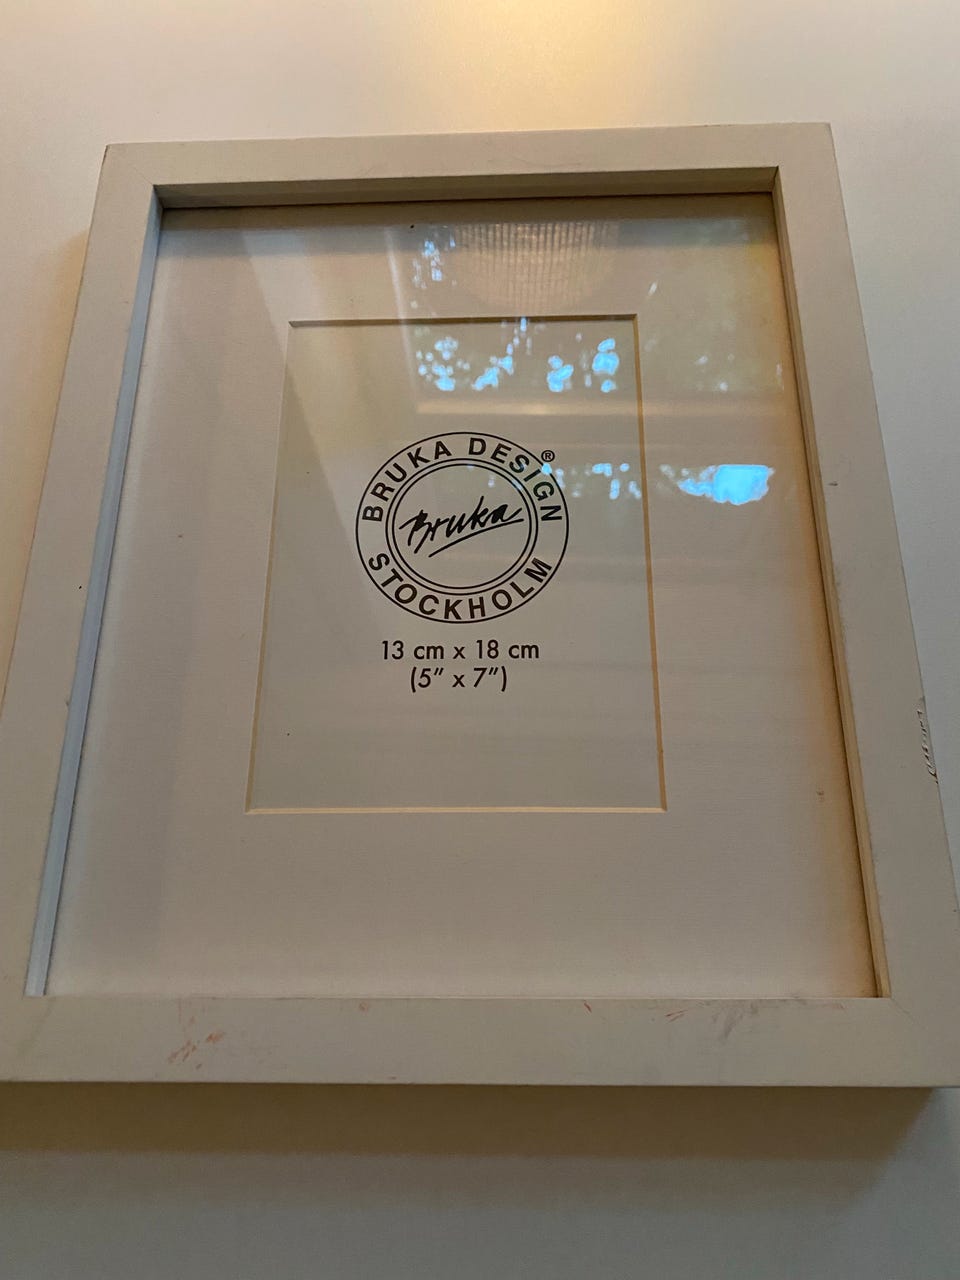 BRUKA DESIGN®
Bruka
STOCKHOLM
13 cm x 18 cm
(5" x 7")